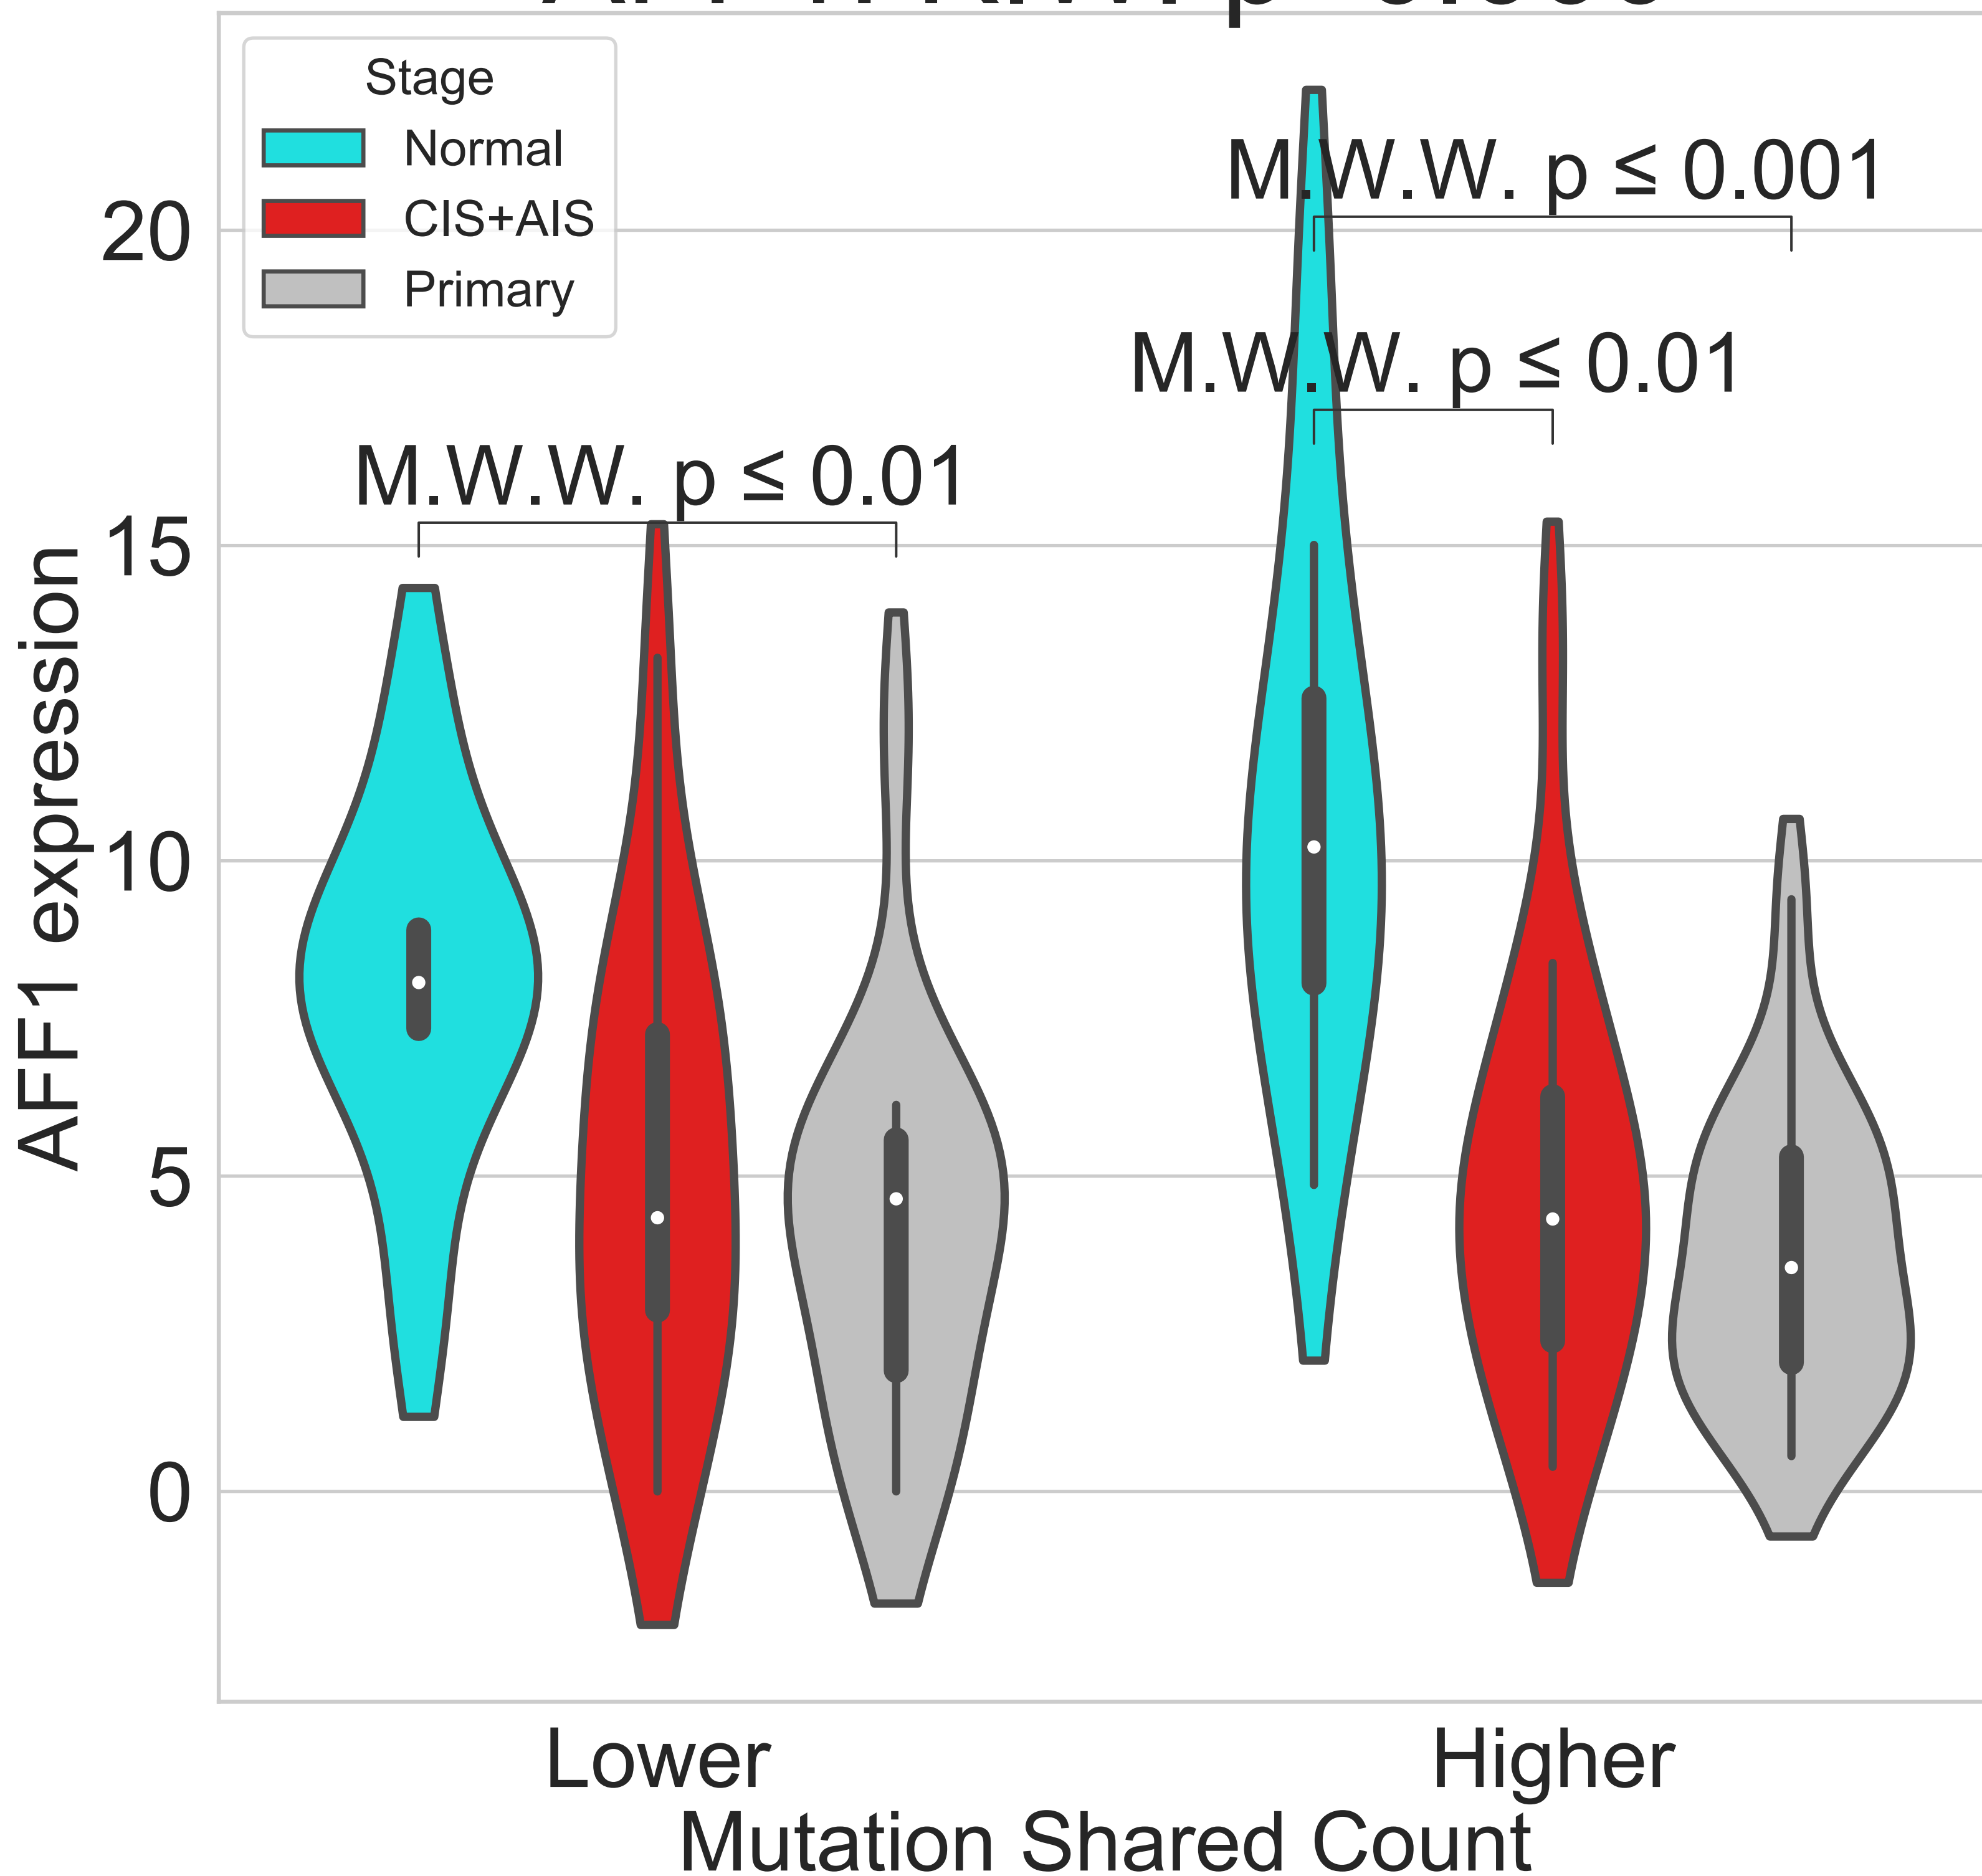 Stage
Normal
CIS+AIS
Primary
M.W.W. p ≤ 0.001
M.W.W. p ≤ 0.01
M.W.W. p ≤ 0.01
20
15
10
5
0
AFF1 expression
Lower
Higher
Mutation Shared Count